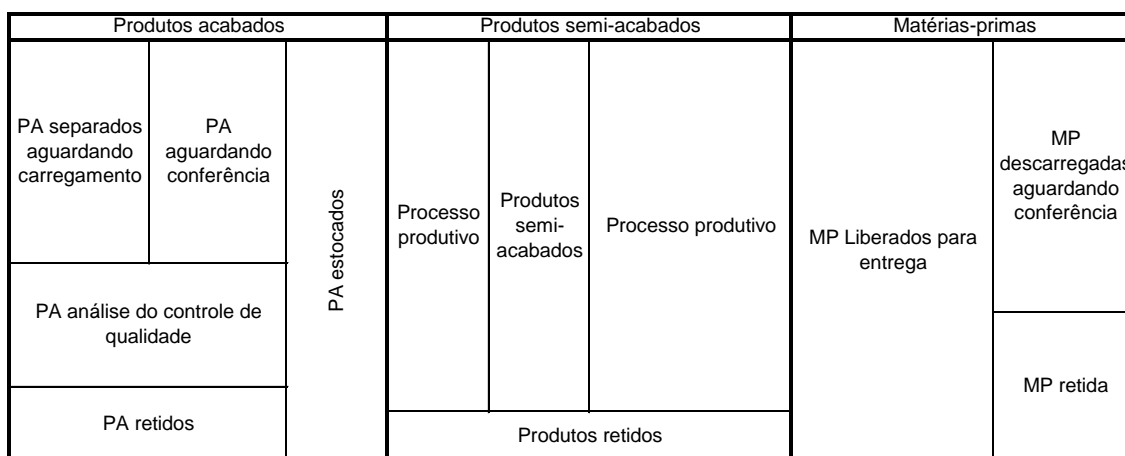 Produtos acabados
Produtos semi-acabados
Matérias-primas
PA separados
aguardando
carregamento
PA
aguardando
conferência
PA estocados
PA análise do controle de
qualidade
PA retidos
Processo
produtivo
Produtos
semi-
acabados
Processo produtivo
Produtos retidos
MP Liberados para
entrega
MP
descarregadas
aguardando
conferência
MP retida